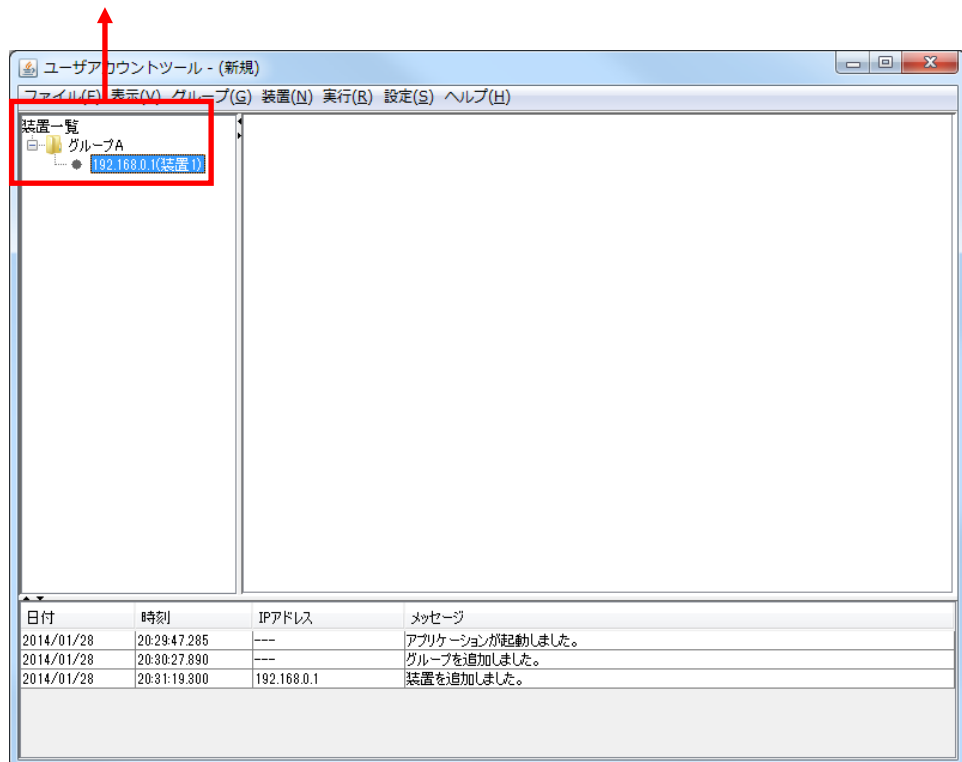 ユーザアカウントツール - (新規)
ファイル(F) 表示(V) グループ(G) 装置(N) 実行(R) 設定(S) ヘルプ(H)
装置一覧
グループA
192.168.0.1(装置1)
日付 時刻 IPアドレス メッセージ
2014/01/28 20:29:47.285 --- アプリケーションが起動しました。
2014/01/28 20:30:27.890 --- グループを追加しました。
2014/01/28 20:31:19.300 192.168.0.1 装置を追加しました。